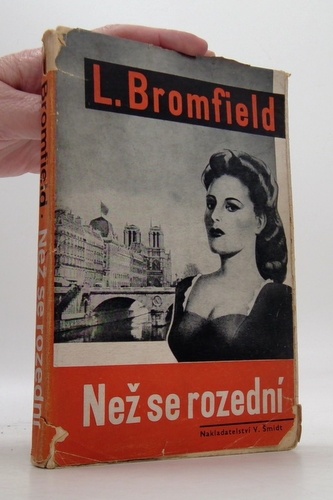 L. Bromfield
Než se rozední
Nakladatelství V. Šmidt
Bromfield · Než se rozední